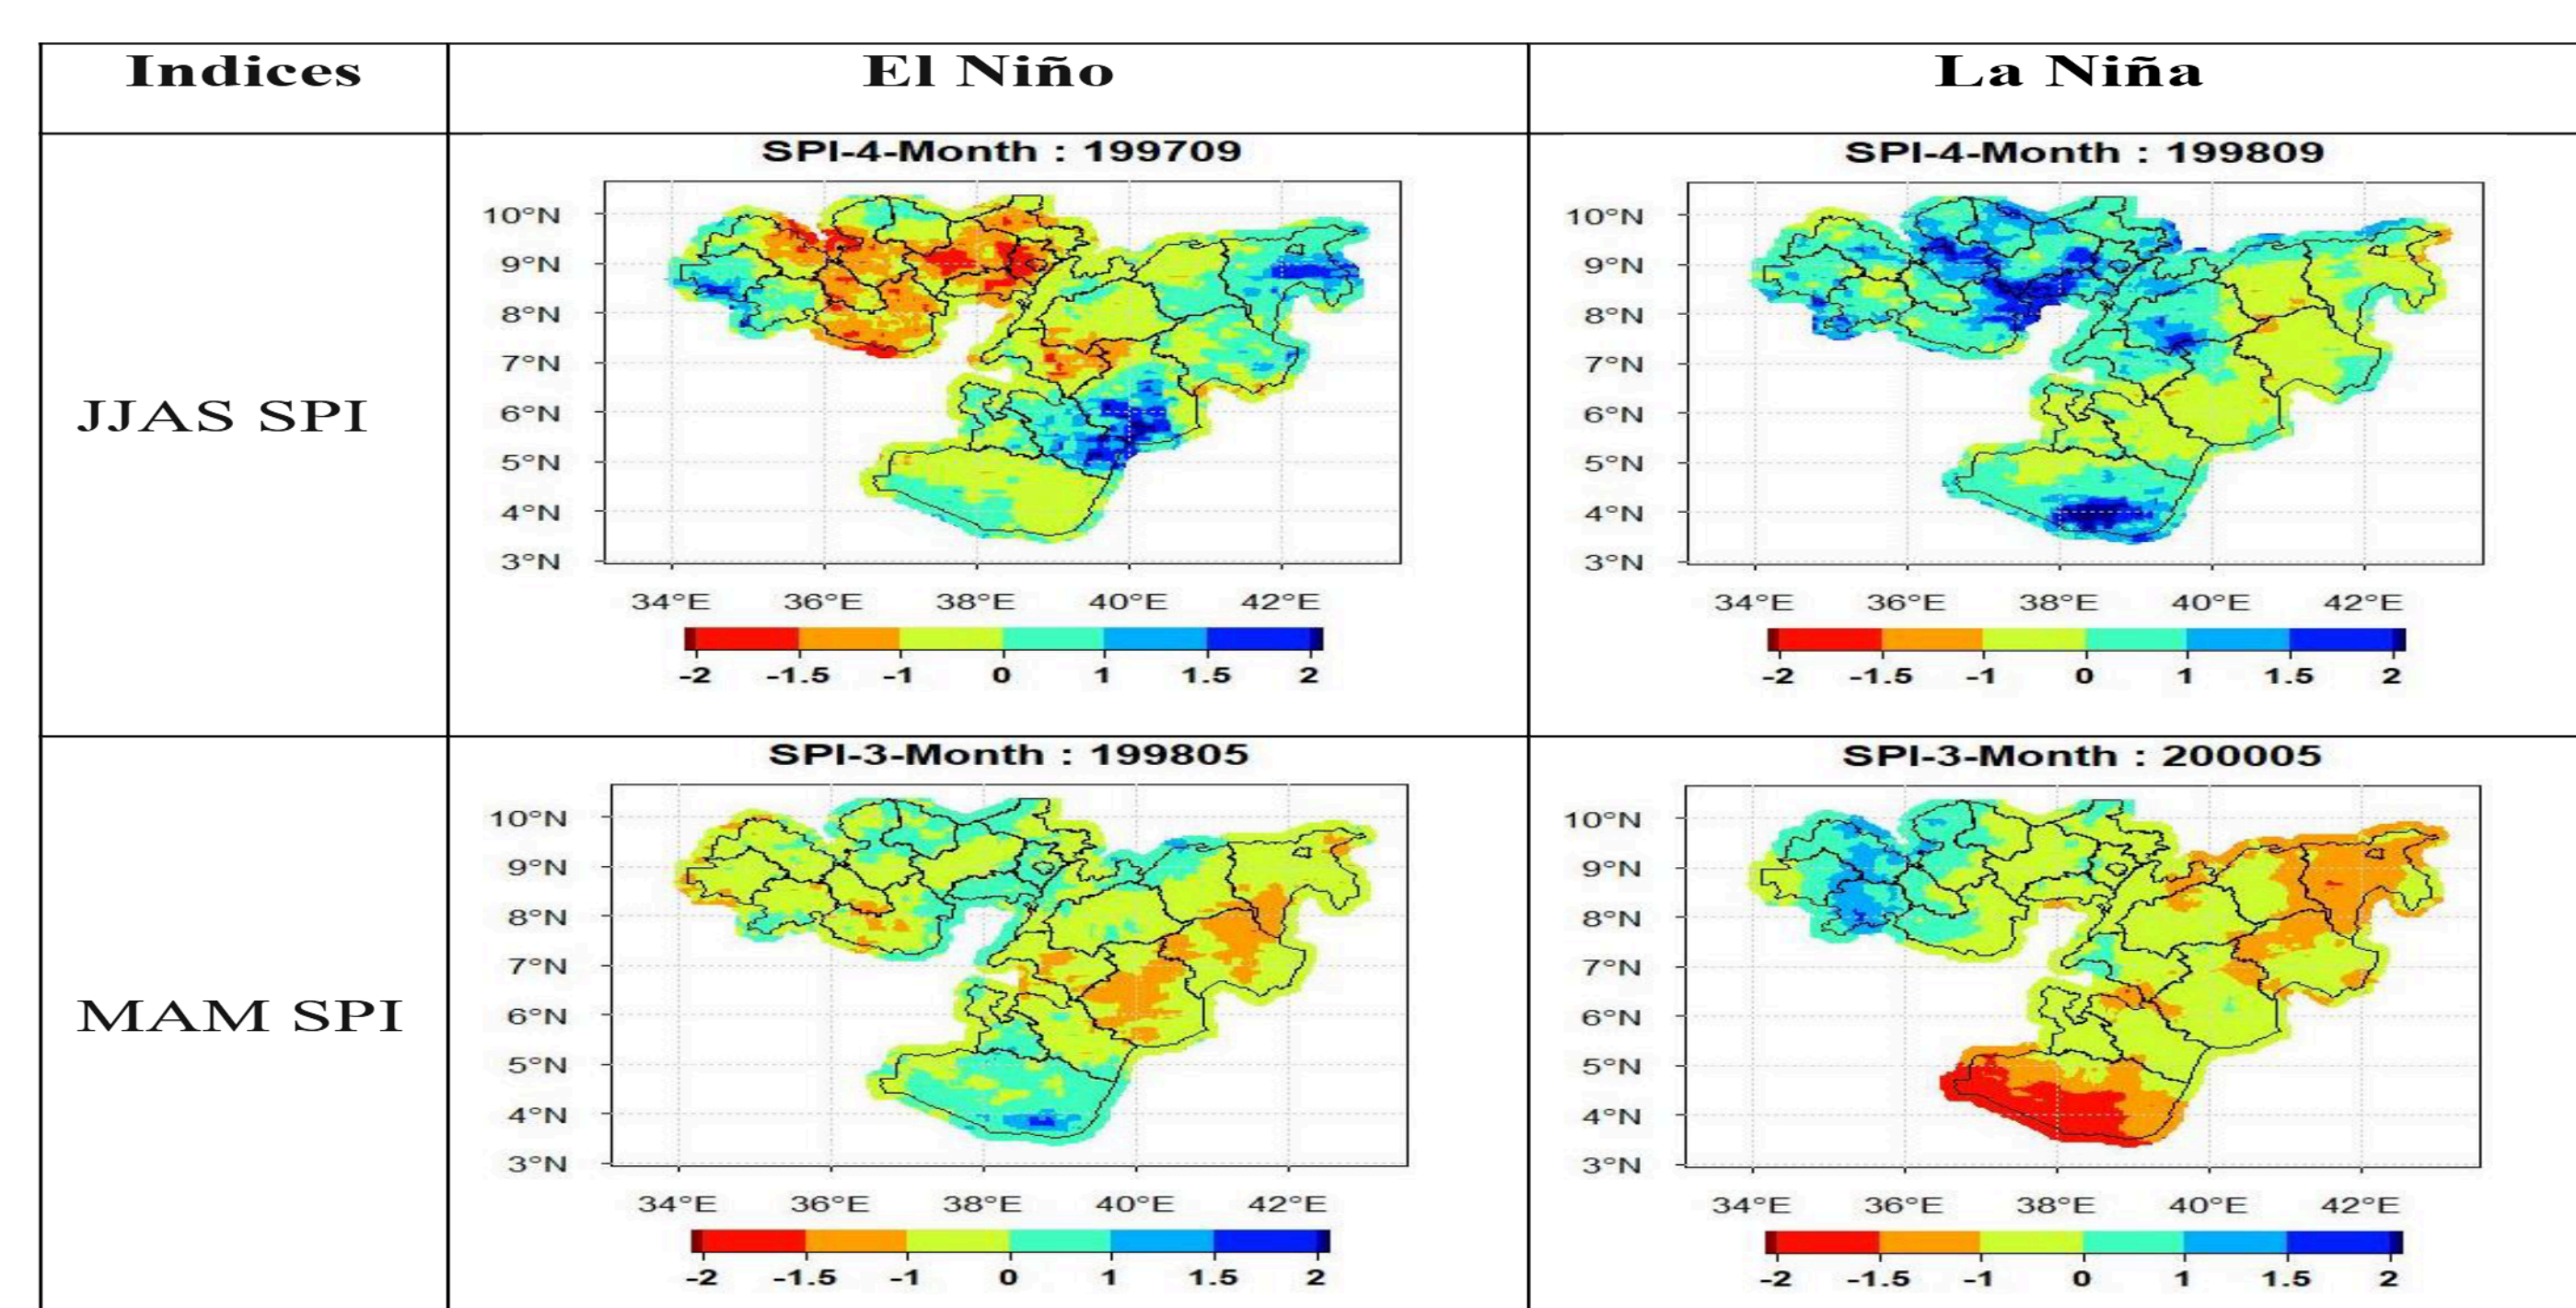 Indices
El Niño
La Niña
JJAS SPI
SPI-4-Month : 199709
10°N
9°N
8°N
7°N
6°N
5°N
4°N
3°N
34°E 36°E 38°E 40°E 42°E
-2 -1.5 -1 0 1 1.5 2
SPI-4-Month : 199809
10°N
9°N
8°N
7°N
6°N
5°N
4°N
3°N
34°E 36°E 38°E 40°E 42°E
-2 -1.5 -1 0 1 1.5 2
MAM SPI
SPI-3-Month : 199805
10°N
9°N
8°N
7°N
6°N
5°N
4°N
3°N
34°E 36°E 38°E 40°E 42°E
-2 -1.5 -1 0 1 1.5 2
SPI-3-Month : 200005
10°N
9°N
8°N
7°N
6°N
5°N
4°N
3°N
34°E 36°E 38°E 40°E 42°E
-2 -1.5 -1 0 1 1.5 2